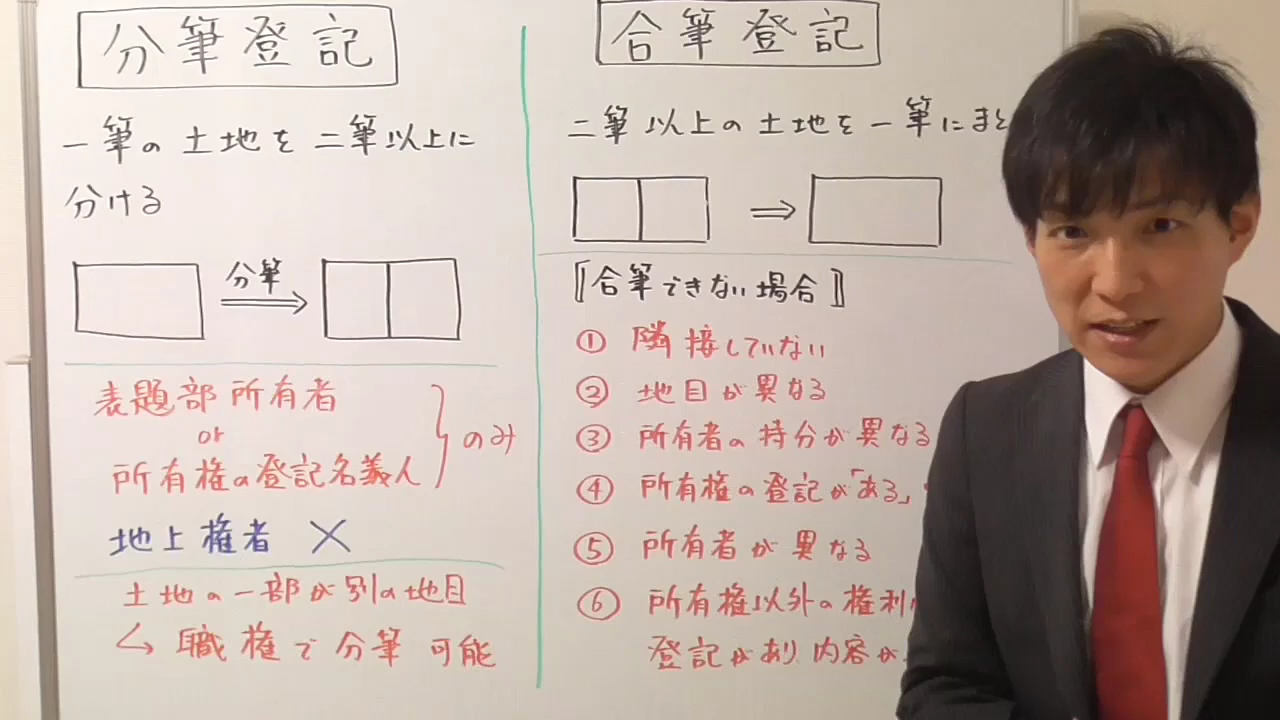 分筆登記
一筆の土地を二筆以上に
分ける
分筆
表題部所有者
or
所有権の登記名義人
のみ
地上権者 ×
土地の一部が別の地目
↳ 職権で分筆可能
合筆登記
二筆以上の土地を一筆にまと
〚合筆できない場合〛
① 隣接していない
② 地目が異なる
③ 所有者の持分が異なる
④ 所有権の登記が「ある」
⑤ 所有者が異なる
⑥ 所有権以外の権利
登記があり、内容が